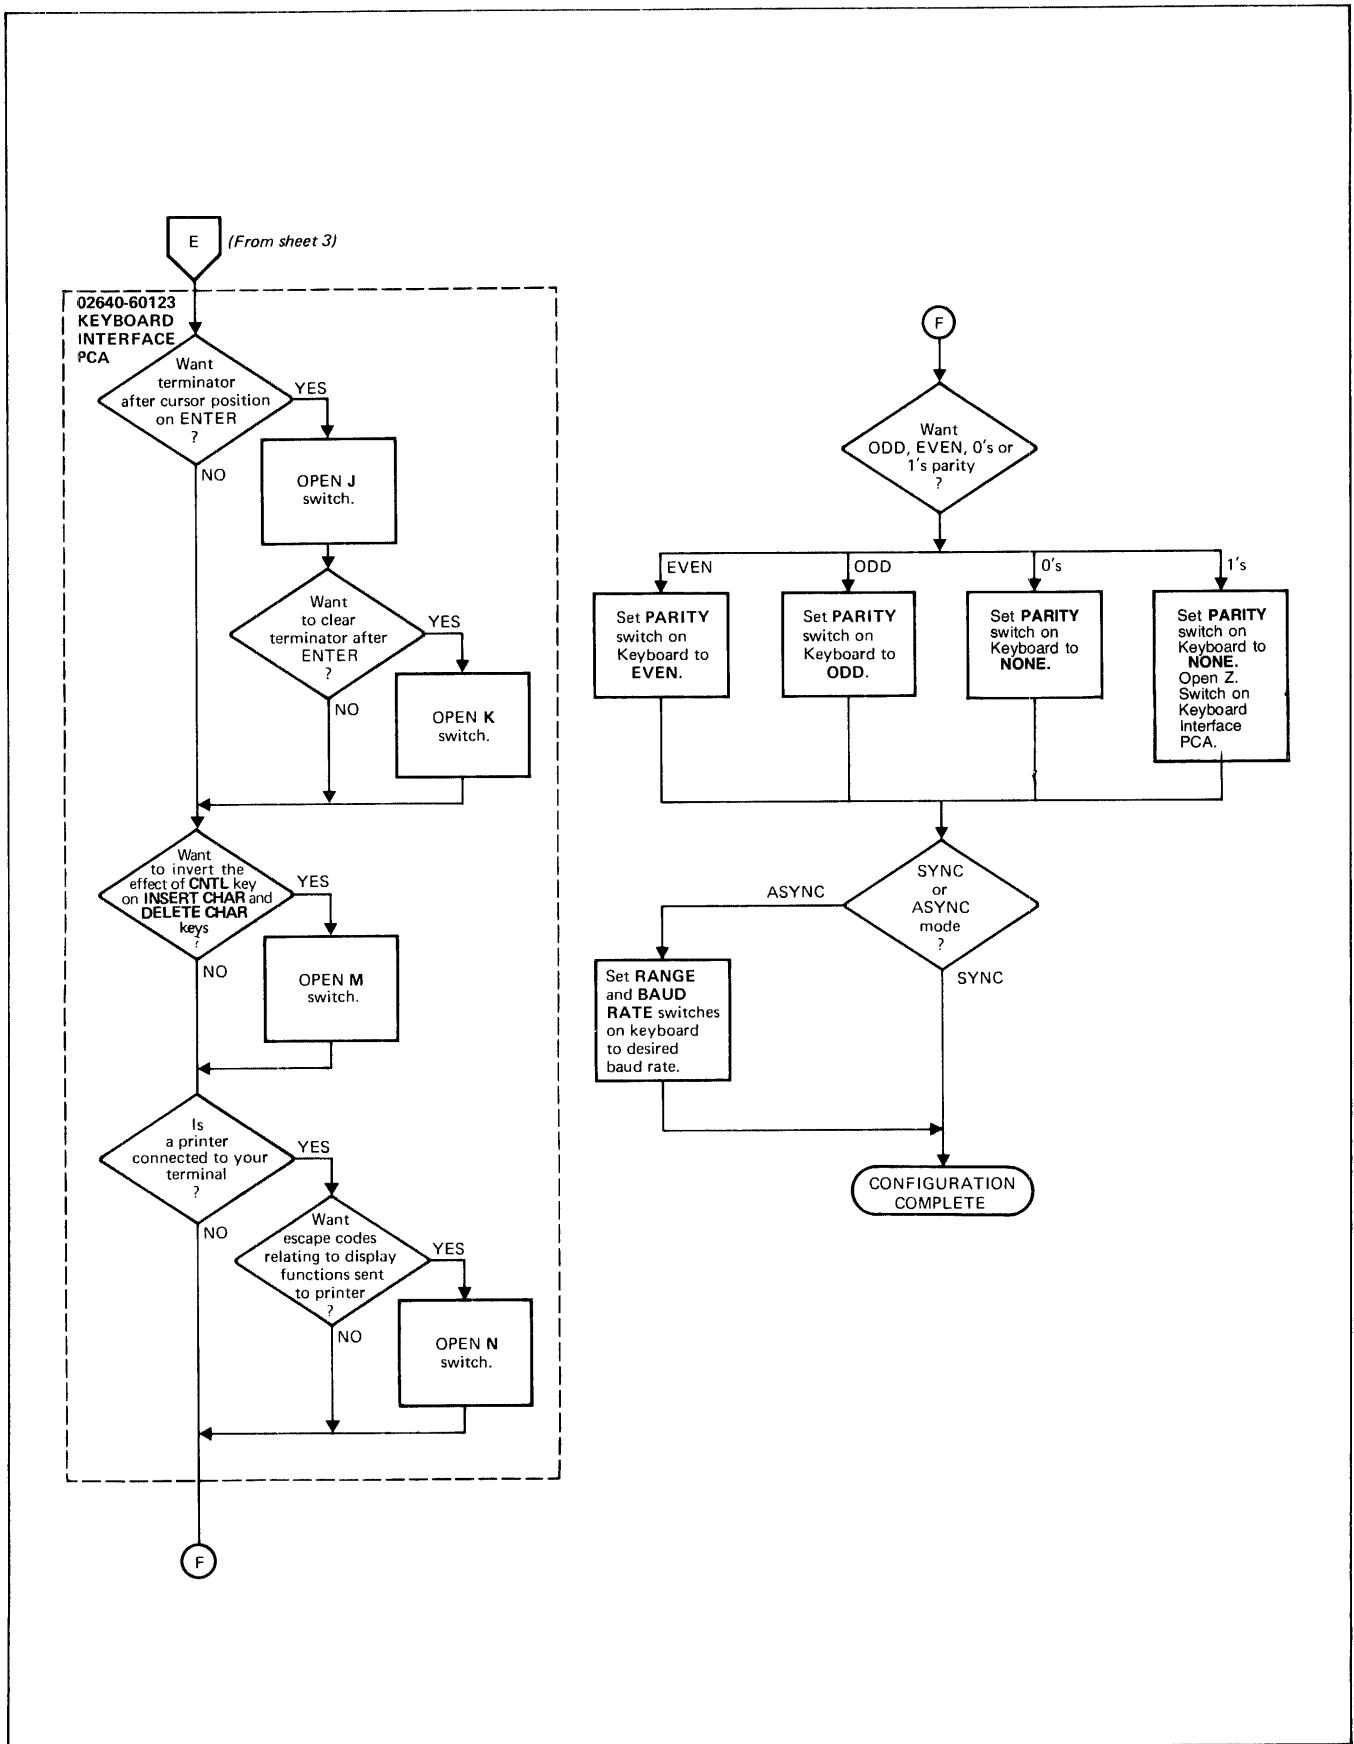 E
(From sheet 3)
02640-60123
KEYBOARD
INTERFACE
PCA
Want
terminator
after cursor position
on ENTER
?
YES
NO
OPEN J
switch.
Want
to clear
terminator after
ENTER
?
YES
NO
OPEN K
switch.
Want
to invert the
effect of CNTL key
on INSERT CHAR and
DELETE CHAR
keys
?
YES
NO
OPEN M
switch.
Is
a printer
connected to your
terminal
?
YES
NO
Want
escape codes
relating to display
functions sent
to printer
?
YES
NO
OPEN N
switch.
F
F
Want
ODD, EVEN, 0's or
1's parity
?
EVEN
ODD
0's
1's
Set PARITY
switch on
Keyboard to
EVEN.
Set PARITY
switch on
Keyboard to
ODD.
Set PARITY
switch on
Keyboard to
NONE.
Set PARITY
switch on
Keyboard to
NONE.
Open Z.
Switch on
Keyboard
Interface
PCA.
SYNC
or
ASYNC
mode
?
ASYNC
SYNC
Set RANGE
and BAUD
RATE switches
on keyboard
to desired
baud rate.
CONFIGURATION
COMPLETE